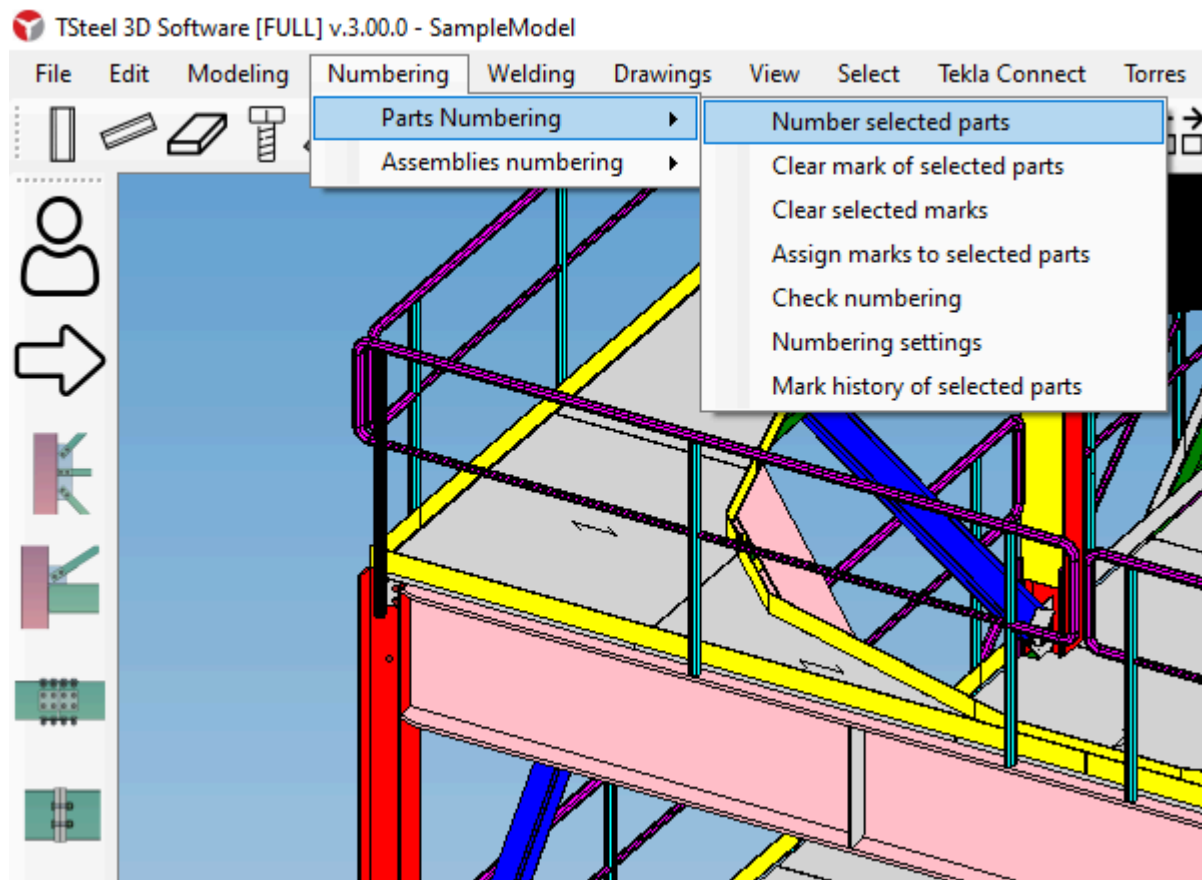 TSteel 3D Software [FULL] v.3.00.0 - SampleModel
File Edit Modeling Numbering Welding Drawings View Select Tekla Connect Torres
Parts Numbering
Assemblies numbering
Number selected parts
Clear mark of selected parts
Clear selected marks
Assign marks to selected parts
Check numbering
Numbering settings
Mark history of selected parts